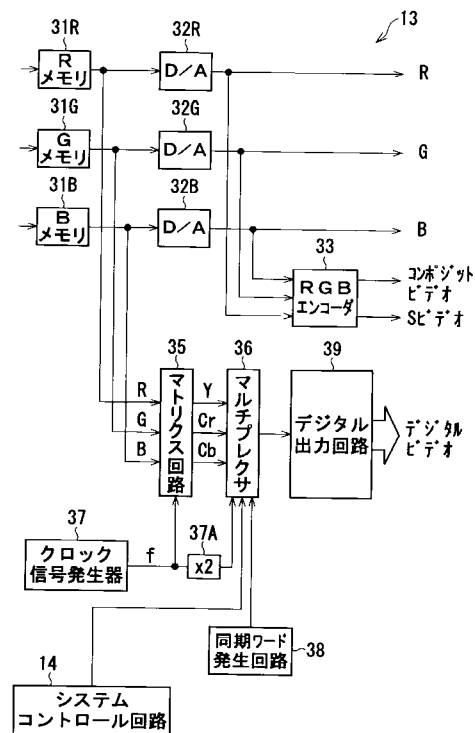 13
31R
Rメモリ
32R
D/A
R
31G
Gメモリ
32G
D/A
G
31B
Bメモリ
32B
D/A
B
33
RGB
エンコーダ
コンポジット
ビデオ
Sビデオ
35
マトリクス回路
R
G
B
Y
Cr
Cb
36
マルチプレクサ
39
デジタル
出力回路
デジタル
ビデオ
37
クロック
信号発生器
f
37A
x2
同期ワード
発生回路
38
14
システム
コントロール回路